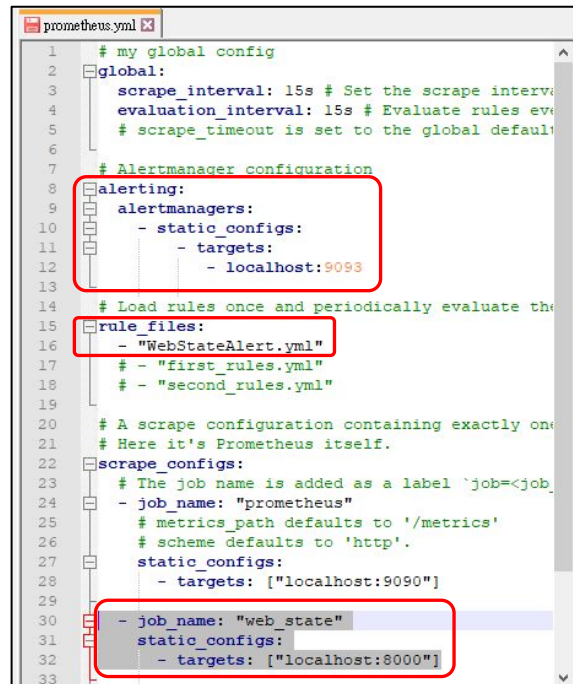 prometheus.yml
1 # my global config
2 global:
3 scrape_interval: 15s # Set the scrape interva
4 evaluation_interval: 15s # Evaluate rules eve
5 # scrape_timeout is set to the global default
6
7 # Alertmanager configuration
8 alerting:
9 alertmanagers:
10 - static_configs:
11 - targets:
12 - localhost:9093
13
14 # Load rules once and periodically evaluate the
15 rule_files:
16 - "WebStateAlert.yml"
17 # - "first_rules.yml"
18 # - "second_rules.yml"
19
20 # A scrape configuration containing exactly one
21 # Here it's Prometheus itself.
22 scrape_configs:
23 # The job name is added as a label `job=<job_
24 - job_name: "prometheus"
25 # metrics_path defaults to '/metrics'
26 # scheme defaults to 'http'.
27 static_configs:
28 - targets: ["localhost:9090"]
29
30 - job_name: "web_state"
31 static_configs:
32 - targets: ["localhost:8000"]
33